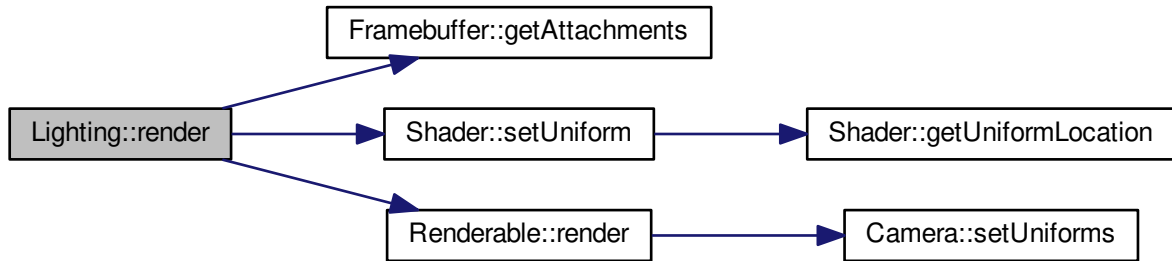 Framebuffer::getAttachments
Lighting::render
Shader::setUniform
Shader::getUniformLocation
Renderable::render
Camera::setUniforms